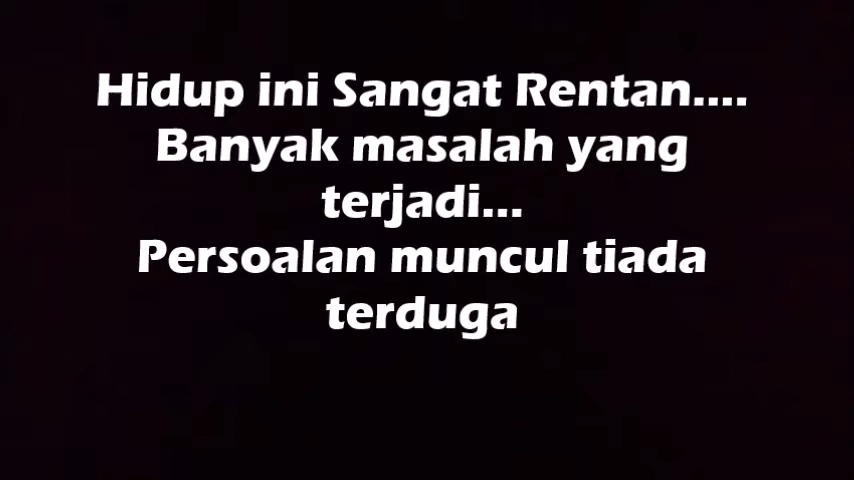 Hidup ini Sangat Rentan....
Banyak masalah yang
terjadi...
Persoalan muncul tiada
terduga